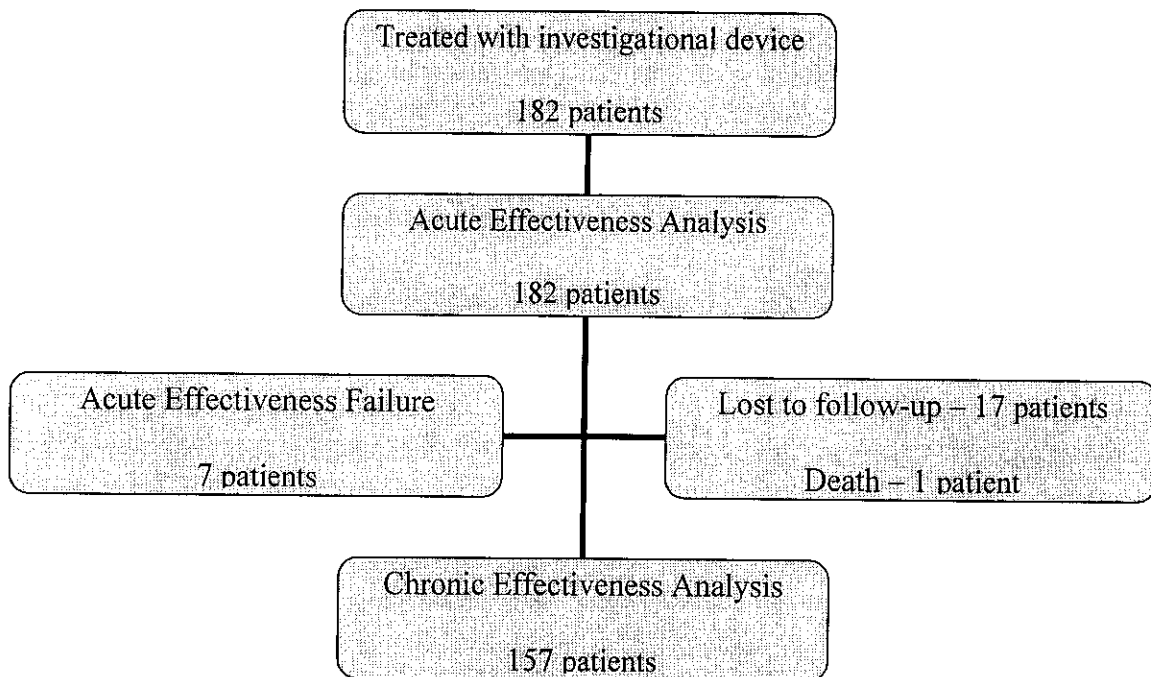 Treated with investigational device
182 patients
Acute Effectiveness Analysis
182 patients
Acute Effectiveness Failure
7 patients
Lost to follow-up – 17 patients
Death – 1 patient
Chronic Effectiveness Analysis
157 patients